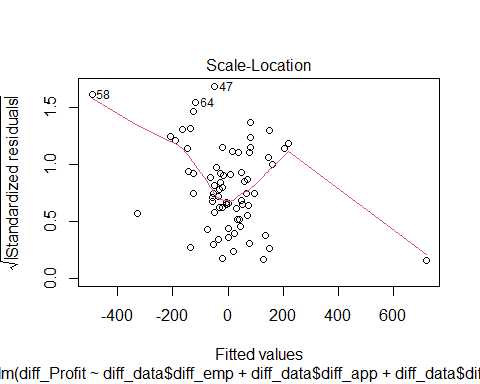 Scale-Location
√|Standardized residuals|
0.0 0.5 1.0 1.5
58
47
64
-400 -200 0 200 400 600
Fitted values
lm(diff_Profit ~ diff_data$diff_emp + diff_data$diff_app + diff_data$dif